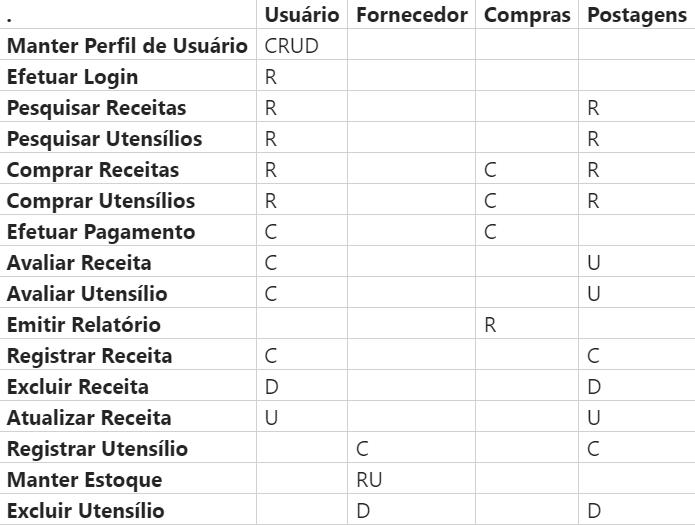 . Usuário Fornecedor Compras Postagens
Manter Perfil de Usuário CRUD
Efetuar Login R
Pesquisar Receitas R R
Pesquisar Utensílios R R
Comprar Receitas R C R
Comprar Utensílios R C R
Efetuar Pagamento C C
Avaliar Receita C U
Avaliar Utensílio C U
Emitir Relatório R
Registrar Receita C C
Excluir Receita D D
Atualizar Receita U U
Registrar Utensílio C C
Manter Estoque RU
Excluir Utensílio D D